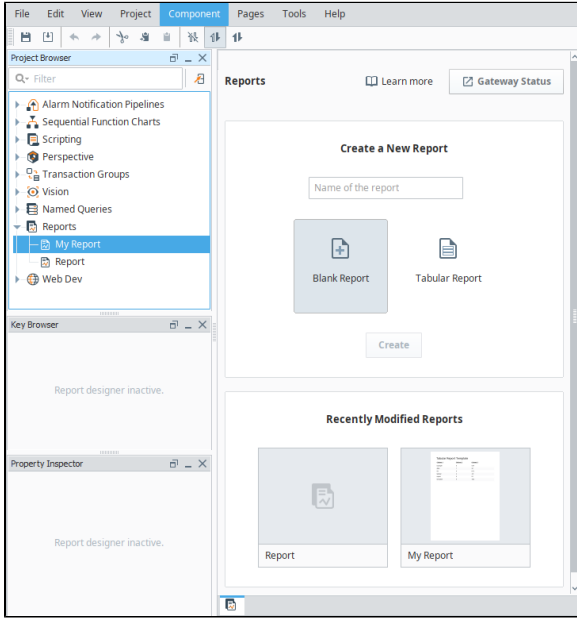 File Edit View Project Component Pages Tools Help
Project Browser
Filter
Alarm Notification Pipelines
Sequential Function Charts
Scripting
Perspective
Transaction Groups
Vision
Named Queries
Reports
My Report
Report
Web Dev
Key Browser
Report designer inactive.
Property Inspector
Report designer inactive.
Reports Learn more Gateway Status
Create a New Report
Name of the report
Blank Report Tabular Report
Create
Recently Modified Reports
Report My Report